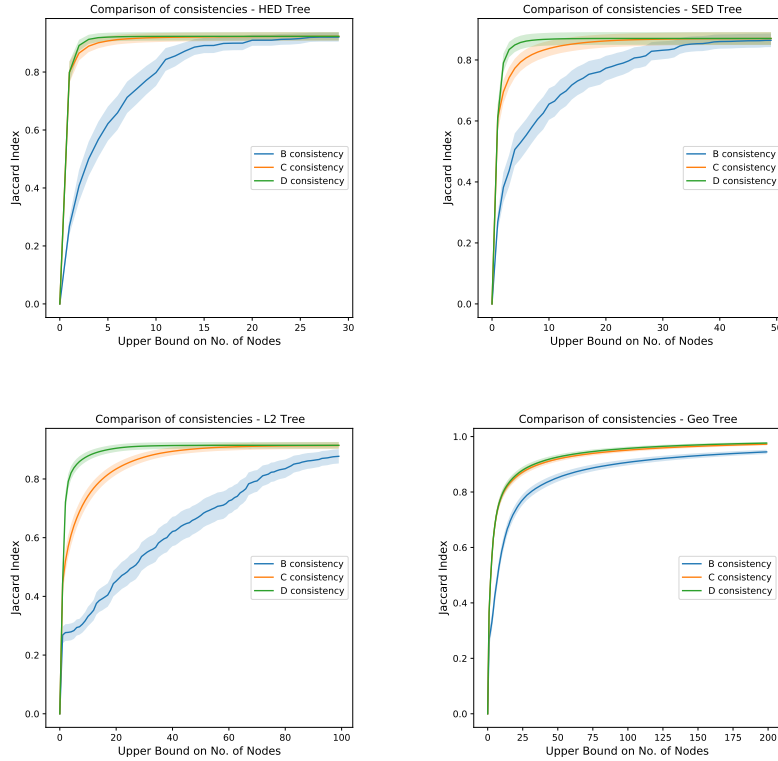 Comparison of consistencies - HED Tree
Jaccard Index
0.8
0.6
0.4
0.2
0.0
B consistency
C consistency
D consistency
0 5 10 15 20 25 30
Upper Bound on No. of Nodes
Comparison of consistencies - SED Tree
Jaccard Index
0.8
0.6
0.4
0.2
0.0
B consistency
C consistency
D consistency
0 10 20 30 40 50
Upper Bound on No. of Nodes
Comparison of consistencies - L2 Tree
Jaccard Index
0.8
0.6
0.4
0.2
0.0
B consistency
C consistency
D consistency
0 20 40 60 80 100
Upper Bound on No. of Nodes
Comparison of consistencies - Geo Tree
Jaccard Index
1.0
0.8
0.6
0.4
0.2
0.0
B consistency
C consistency
D consistency
0 25 50 75 100 125 150 175 200
Upper Bound on No. of Nodes